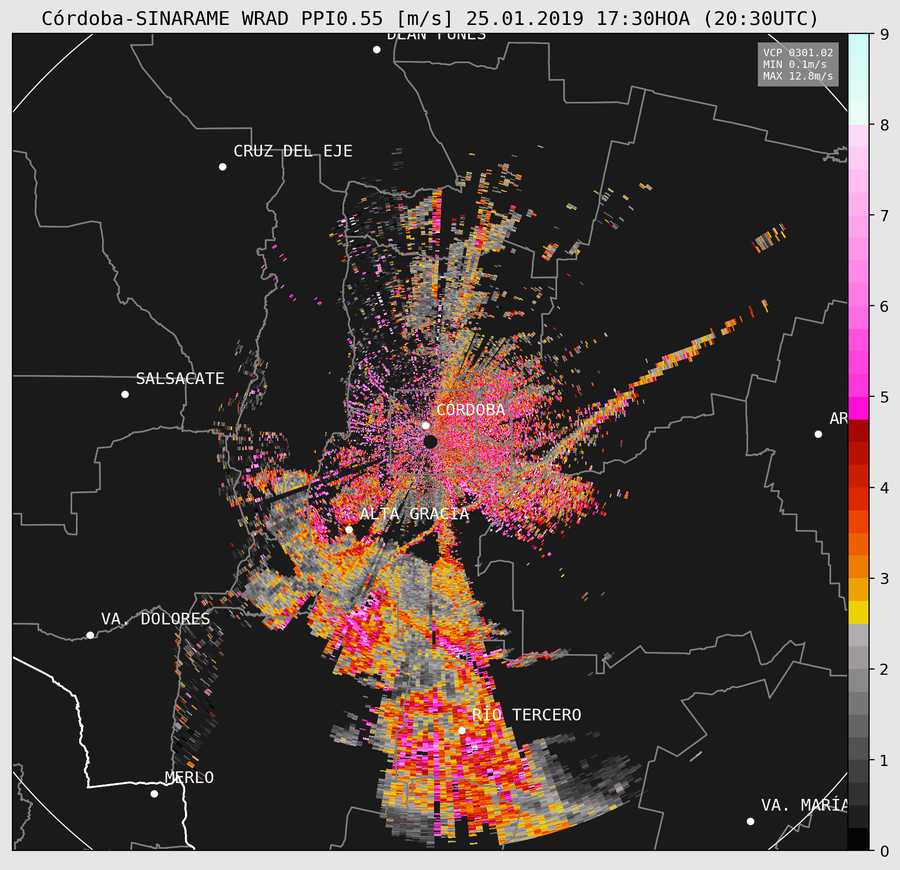 Córdoba-SINARAME WRAD PPI0.55 [m/s] 25.01.2019 17:30HOA (20:30UTC)
DEAN FUNES
VCP 0301.02
MIN 0.1m/s
MAX 12.8m/s
9
8
CRUZ DEL EJE
7
6
SALSACATE
5
CÓRDOBA
AR
4
ALTA GRACIA
3
VA. DOLORES
2
RÍO TERCERO
MERLO
1
VA. MARÍA
0